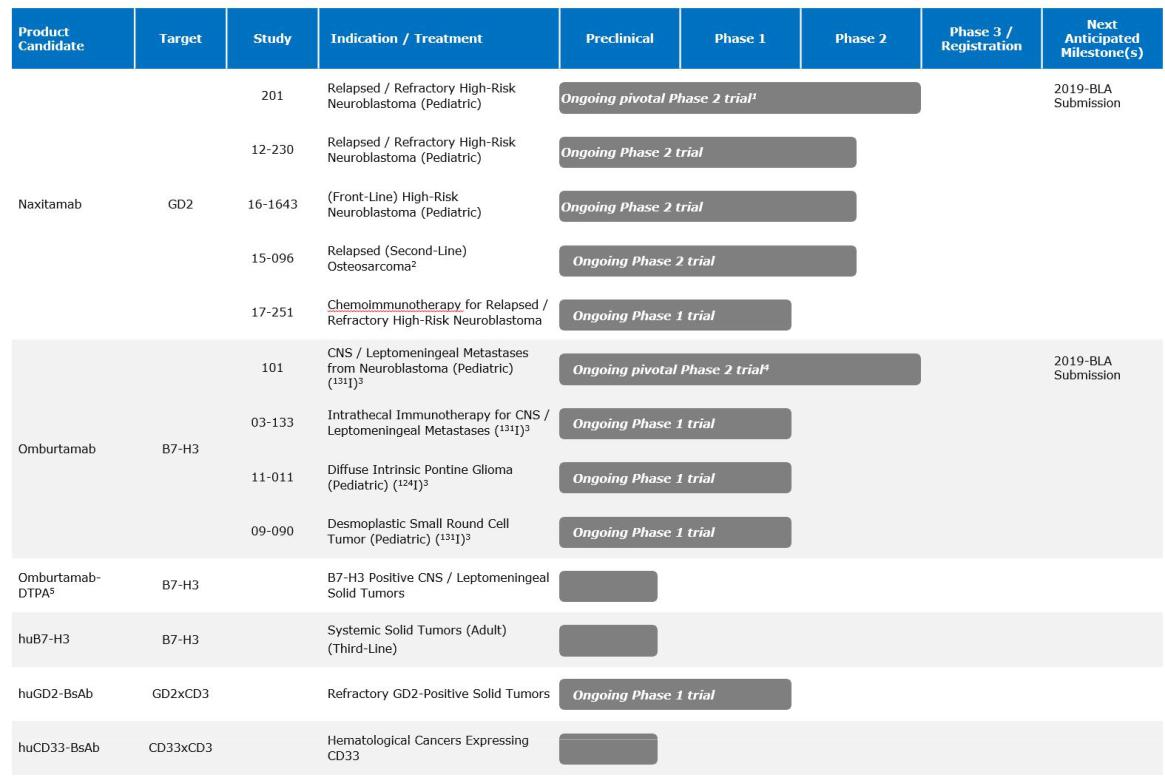 Product
Candidate
Target
Study
Indication / Treatment
Preclinical
Phase 1
Phase 2
Phase 3 /
Registration
Next
Anticipated
Milestone(s)
Naxitamab
GD2
201
Relapsed / Refractory High-Risk
Neuroblastoma (Pediatric)
Ongoing pivotal Phase 2 trial¹
2019-BLA
Submission
12-230
Relapsed / Refractory High-Risk
Neuroblastoma (Pediatric)
Ongoing Phase 2 trial
16-1643
(Front-Line) High-Risk
Neuroblastoma (Pediatric)
Ongoing Phase 2 trial
15-096
Relapsed (Second-Line)
Osteosarcoma²
Ongoing Phase 2 trial
17-251
Chemoimmunotherapy for Relapsed /
Refractory High-Risk Neuroblastoma
Ongoing Phase 1 trial
Omburtamab
B7-H3
101
CNS / Leptomeningeal Metastases
from Neuroblastoma (Pediatric)
(¹³¹I)³
Ongoing pivotal Phase 2 trial⁴
2019-BLA
Submission
03-133
Intrathecal Immunotherapy for CNS /
Leptomeningeal Metastases (¹³¹I)³
Ongoing Phase 1 trial
11-011
Diffuse Intrinsic Pontine Glioma
(Pediatric) (¹²⁴I)³
Ongoing Phase 1 trial
09-090
Desmoplastic Small Round Cell
Tumor (Pediatric) (¹³¹I)³
Ongoing Phase 1 trial
Omburtamab-
DTPA⁵
B7-H3
B7-H3 Positive CNS / Leptomeningeal
Solid Tumors
huB7-H3
B7-H3
Systemic Solid Tumors (Adult)
(Third-Line)
huGD2-BsAb
GD2xCD3
Refractory GD2-Positive Solid Tumors
Ongoing Phase 1 trial
huCD33-BsAb
CD33xCD3
Hematological Cancers Expressing
CD33